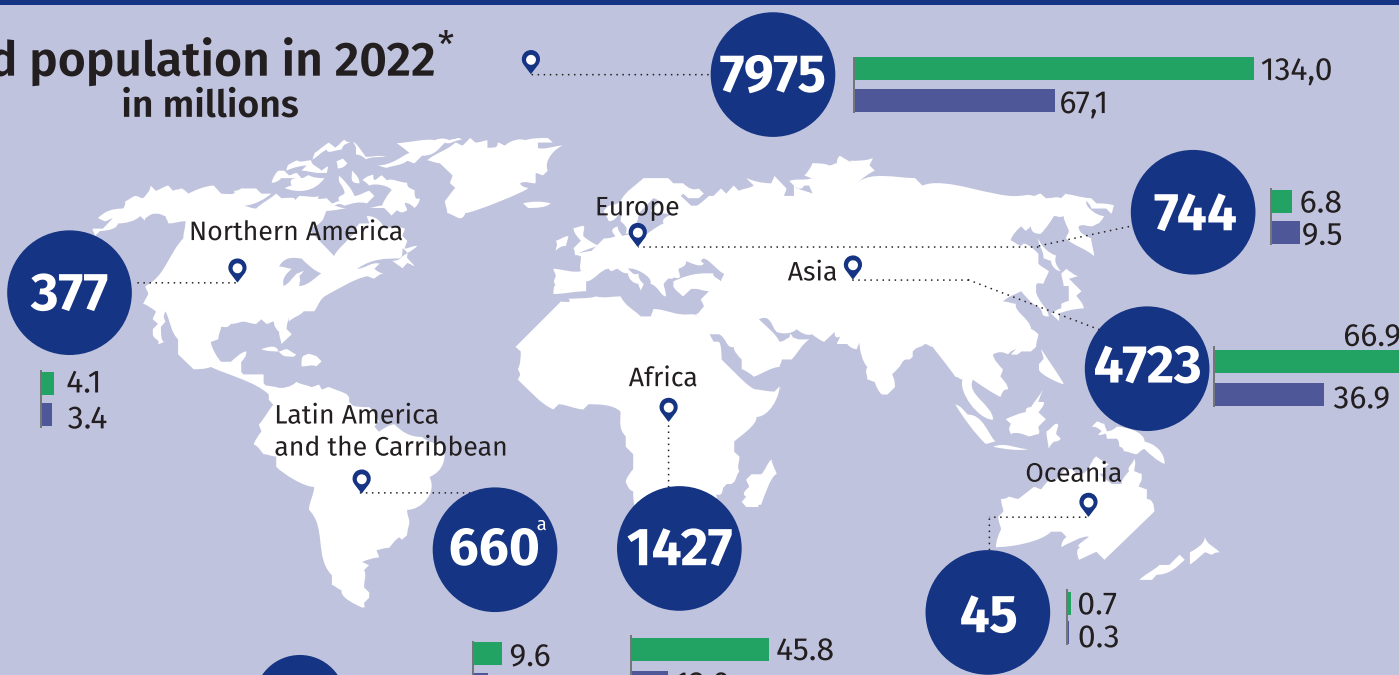 population in 2022*
in millions
7975
134,0
67,1
744
6.8
9.5
Europe
Northern America
377
4.1
3.4
Asia
4723
66.9
36.9
Africa
1427
Latin America
and the Carribbean
660a
Oceania
45
0.7
0.3
9.6
45.8